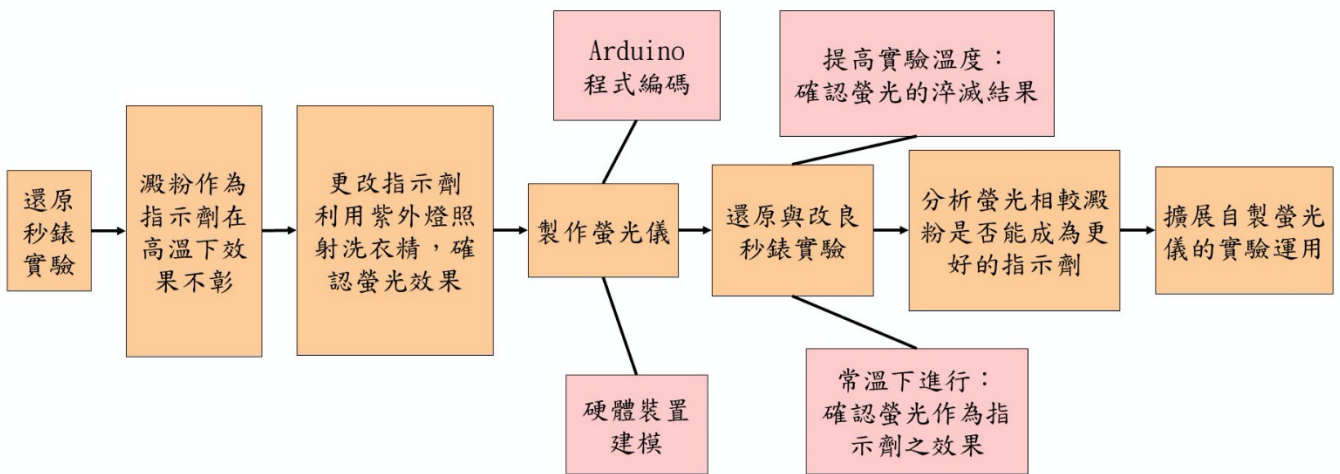 還原
秒錶
實驗
澱粉作為
指示劑在
高溫下效
果不彰
更改指示劑
利用紫外燈照
射洗衣精，確
認螢光效果
Arduino
程式編碼
製作螢光儀
硬體裝置
建模
提高實驗溫度：
確認螢光的淬滅結果
還原與改良
秒錶實驗
常溫下進行：
確認螢光作為指
示劑之效果
分析螢光相較澱
粉是否能成為更
好的指示劑
擴展自製螢光
儀的實驗運用